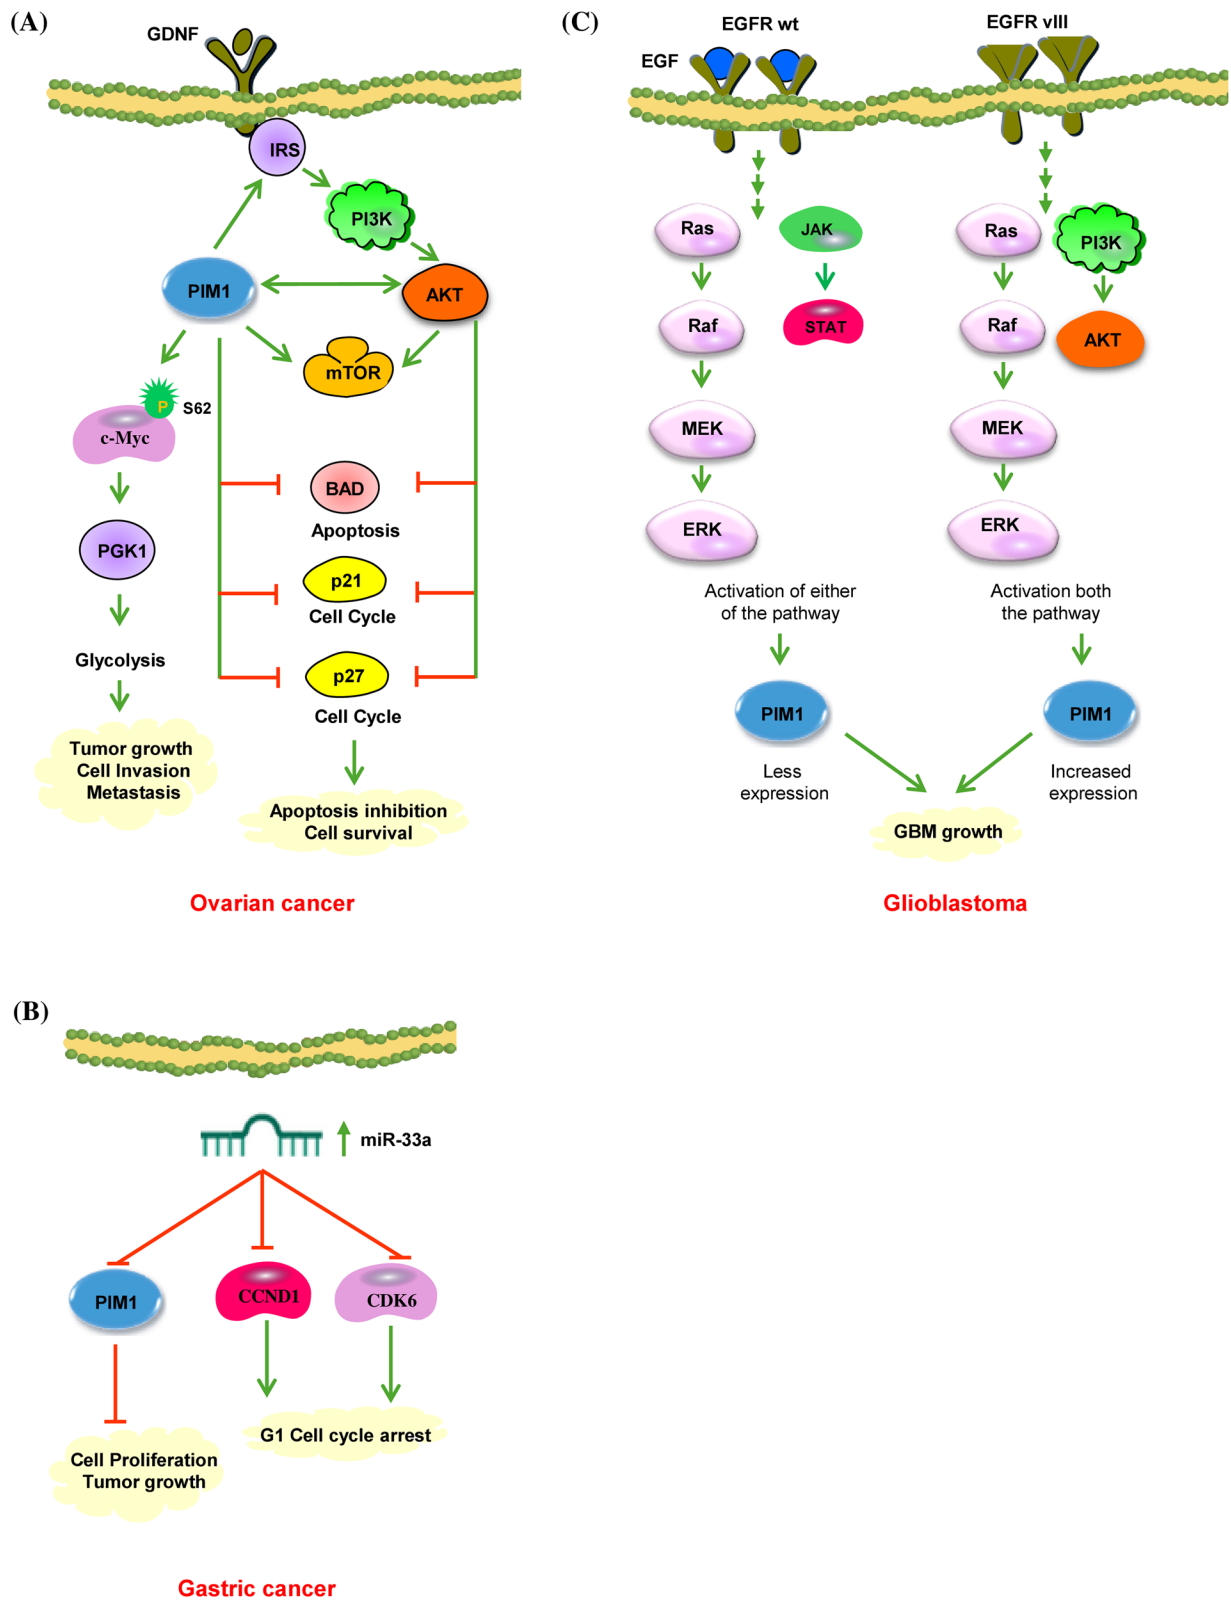 (A)
GDNF
IRS
PI3K
PIM1
AKT
mTOR
P
S62
c-Myc
BAD
Apoptosis
PGK1
p21
Cell Cycle
Glycolysis
p27
Cell Cycle
Tumor growth
Cell Invasion
Metastasis
Apoptosis inhibition
Cell survival
Ovarian cancer
(C)
EGFR wt
EGFR vIII
EGF
Ras
JAK
Ras
PI3K
Raf
STAT
Raf
AKT
MEK
MEK
ERK
ERK
Activation of either
of the pathway
Activation both
the pathway
PIM1
PIM1
Less
expression
Increased
expression
GBM growth
Glioblastoma
(B)
miR-33a
PIM1
CCND1
CDK6
G1 Cell cycle arrest
Cell Proliferation
Tumor growth
Gastric cancer